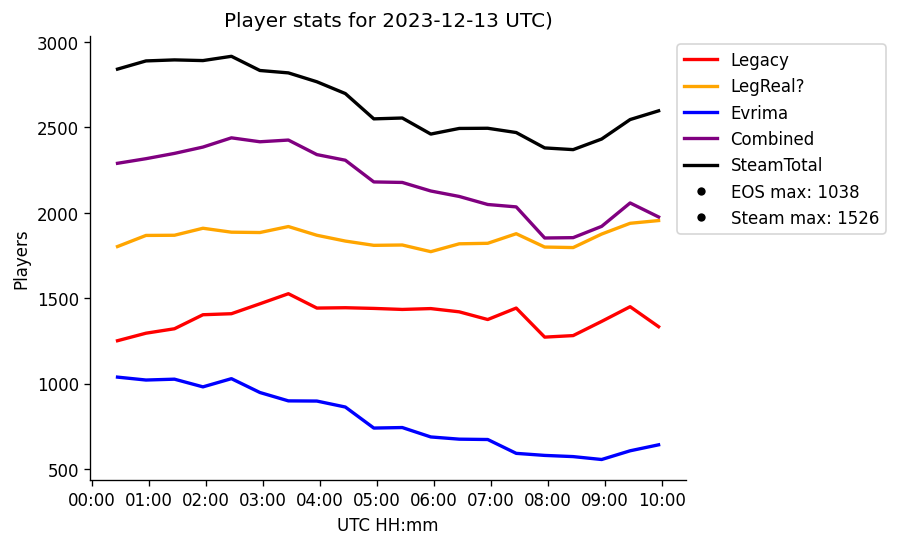 Player stats for 2023-12-13 UTC)
3000
2500
2000
1500
1000
500
Players
00:00 01:00 02:00 03:00 04:00 05:00 06:00 07:00 08:00 09:00 10:00
UTC HH:mm
Legacy
LegReal?
Evrima
Combined
SteamTotal
EOS max: 1038
Steam max: 1526